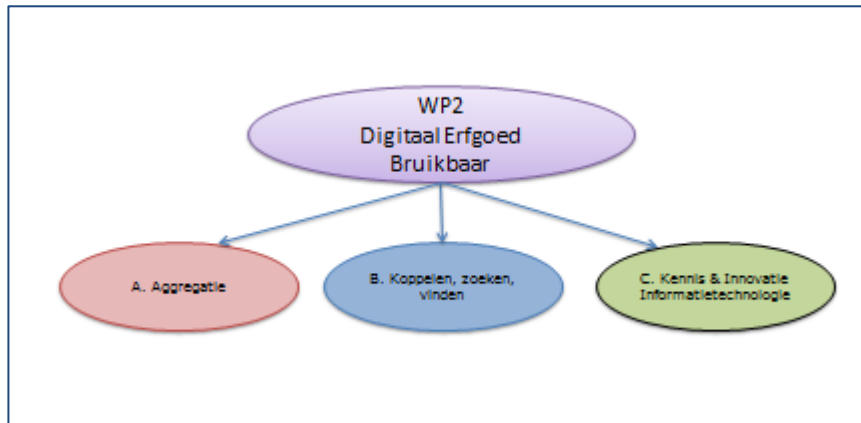 WP2
Digitaal Erfgoed
Bruikbaar
A. Aggregatie
B. Koppelen, zoeken,
vinden
C. Kennis & Innovatie
Informatietechnologie